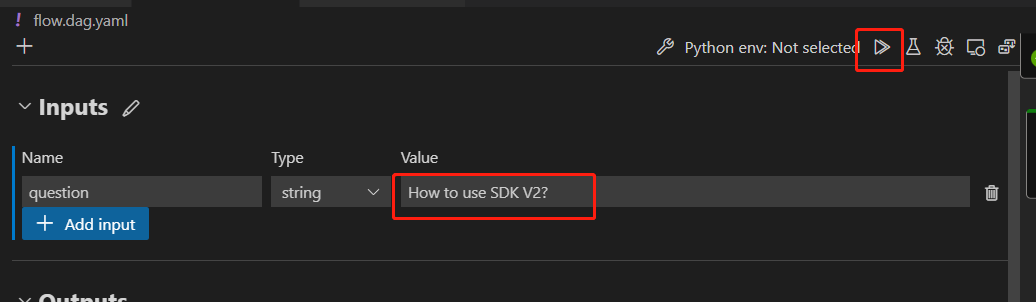 ! flow.dag.yaml
Python env: Not selected
Inputs
Name Type Value
question string How to use SDK V2?
Add input
Outputs